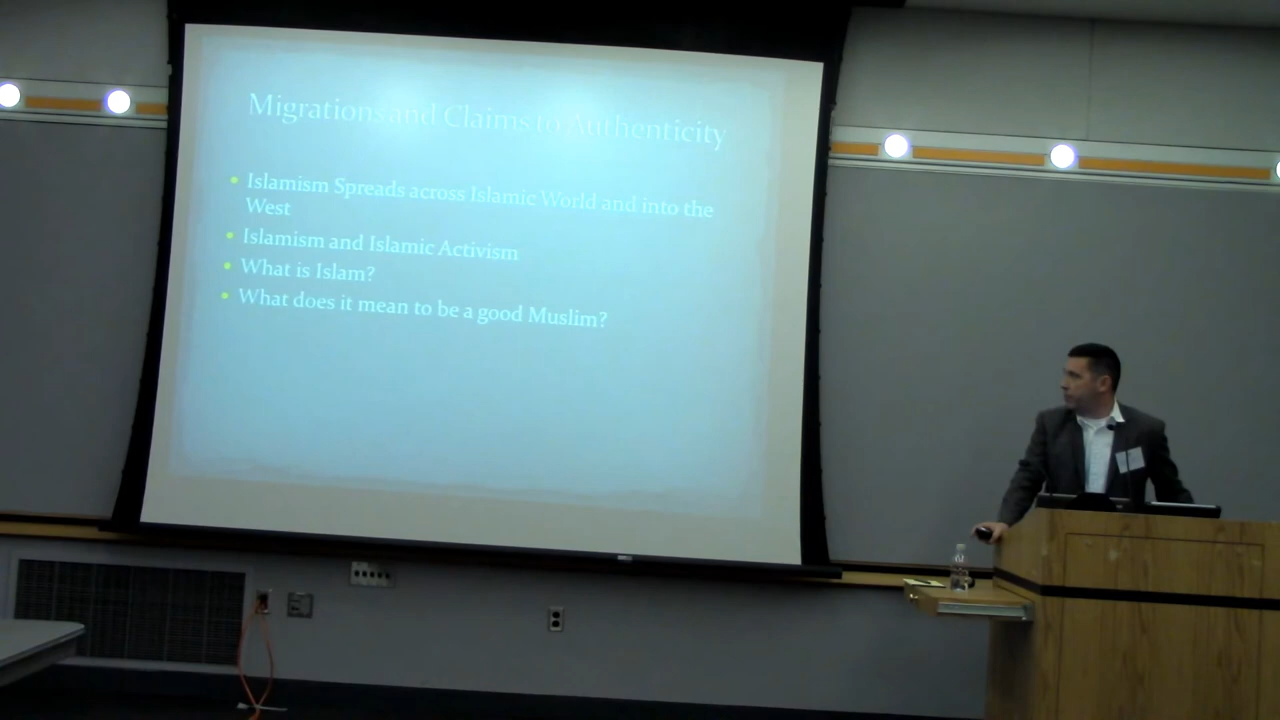 Migrations and Claims to Authenticity
Islamism Spreads across Islamic World and into the
West
Islamism and Islamic Activism
What is Islam?
What does it mean to be a good Muslim?